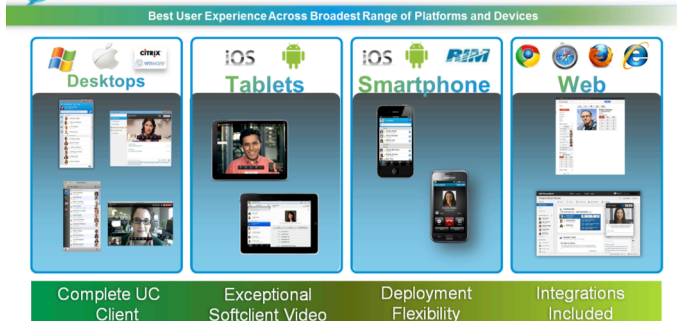 Best User Experience Across Broadest Range of Platforms and Devices
CITRIX
vmware
iOS
iOS
RIM
Desktops
Tablets
Smartphone
Web
Complete UC
Client
Exceptional
Softclient Video
Deployment
Flexibility
Integrations
Included